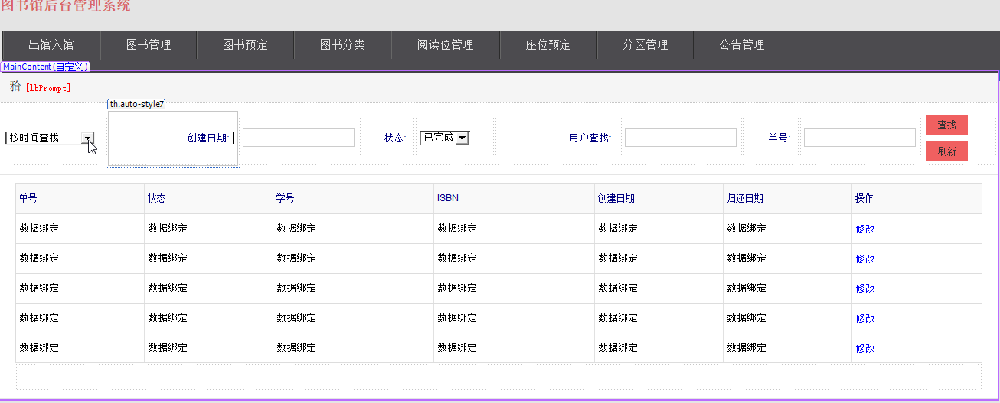 图书馆后台管理系统
出馆入馆 图书管理 图书预定 图书分类 阅读位管理 座位预定 分区管理 公告管理
MainContent(自定义)
[lbPrompt]
th.auto-style7
按时间查找 创建日期: 状态: 已完成 用户查找: 单号: 查找
刷新
单号 状态 学号 ISBN 创建日期 归还日期 操作
数据绑定 数据绑定 数据绑定 数据绑定 数据绑定 数据绑定 修改
数据绑定 数据绑定 数据绑定 数据绑定 数据绑定 数据绑定 修改
数据绑定 数据绑定 数据绑定 数据绑定 数据绑定 数据绑定 修改
数据绑定 数据绑定 数据绑定 数据绑定 数据绑定 数据绑定 修改
数据绑定 数据绑定 数据绑定 数据绑定 数据绑定 数据绑定 修改